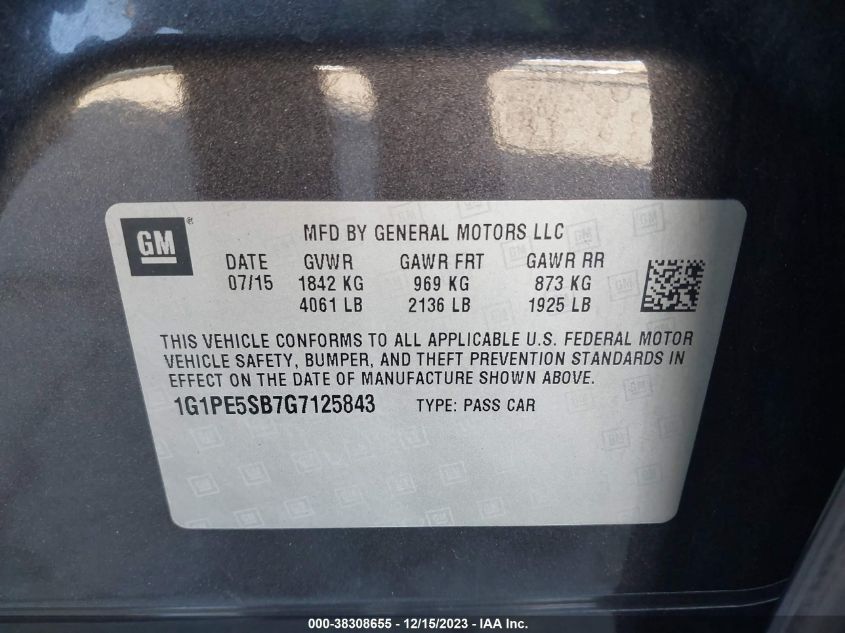 GM ®
MFD BY GENERAL MOTORS LLC
DATE GVWR GAWR FRT GAWR RR
07/15 1842 KG 969 KG 873 KG
4061 LB 2136 LB 1925 LB
THIS VEHICLE CONFORMS TO ALL APPLICABLE U.S. FEDERAL MOTOR
VEHICLE SAFETY, BUMPER, AND THEFT PREVENTION STANDARDS IN
EFFECT ON THE DATE OF MANUFACTURE SHOWN ABOVE.
1G1PE5SB7G7125843 TYPE: PASS CAR
000-38308655 - 12/15/2023 - IAA Inc.